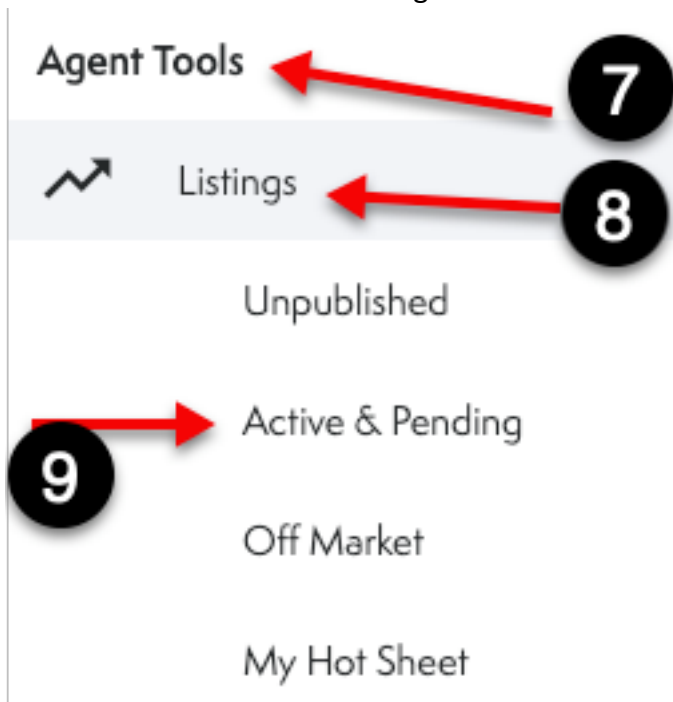 Agent Tools
7
Listings
8
Unpublished
Active & Pending
9
Off Market
My Hot Sheet